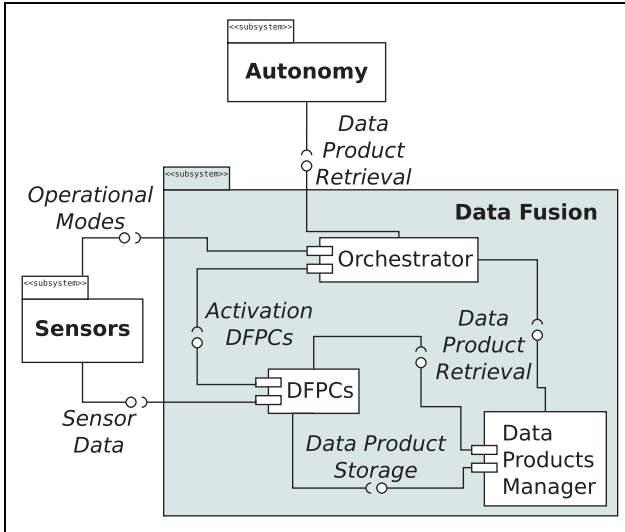 <<subsystem>>
Autonomy
Data
Product
Retrieval
<<subsystem>>
Data Fusion
Operational
Modes
Orchestrator
<<subsystem>>
Sensors
Activation
DFPCs
Data
Product
Retrieval
DFPCs
Sensor
Data
Data Product
Storage
Data
Products
Manager